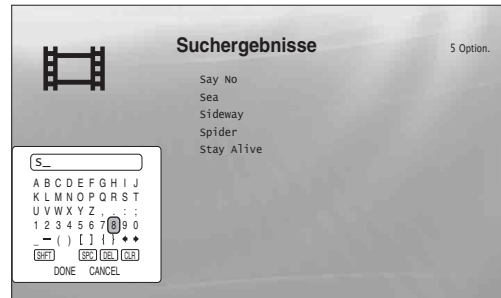 Suchergebnisse
5 Option.
Say No
Sea
Sideway
Spider
Stay Alive
S_
A B C D E F G H I J
K L M N O P Q R S T
U V W X Y Z , . : ;
1 2 3 4 5 6 7 8 9 0
_ – ( ) [ ] { }
SHFT SPC DEL CLR
DONE CANCEL